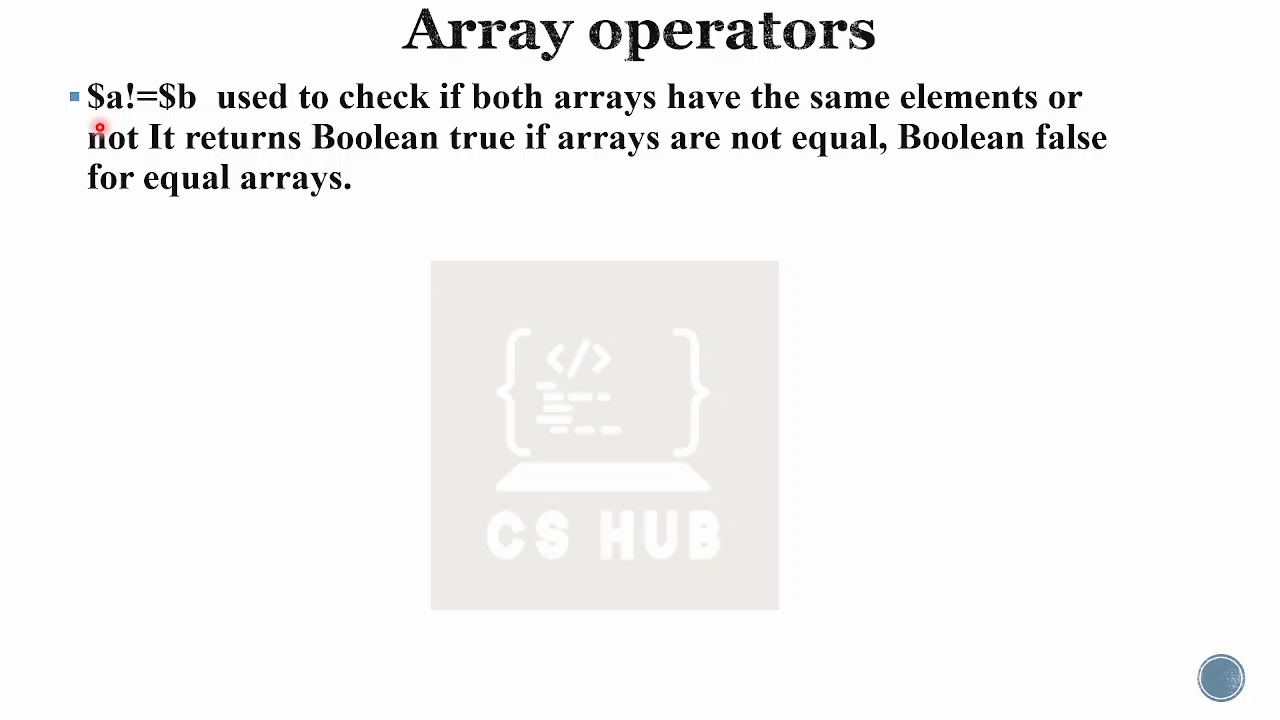 Array operators
$a!=$b used to check if both arrays have the same elements or
not It returns Boolean true if arrays are not equal, Boolean false
for equal arrays.
</>
CS HUB